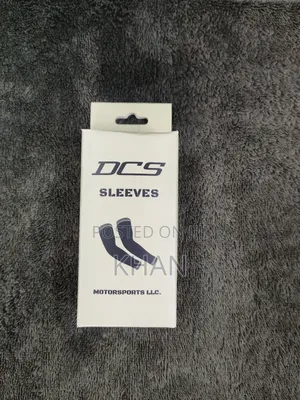 DCS
SLEEVES
POSTED ON
KHAN
MOTORSPORTS LLC.